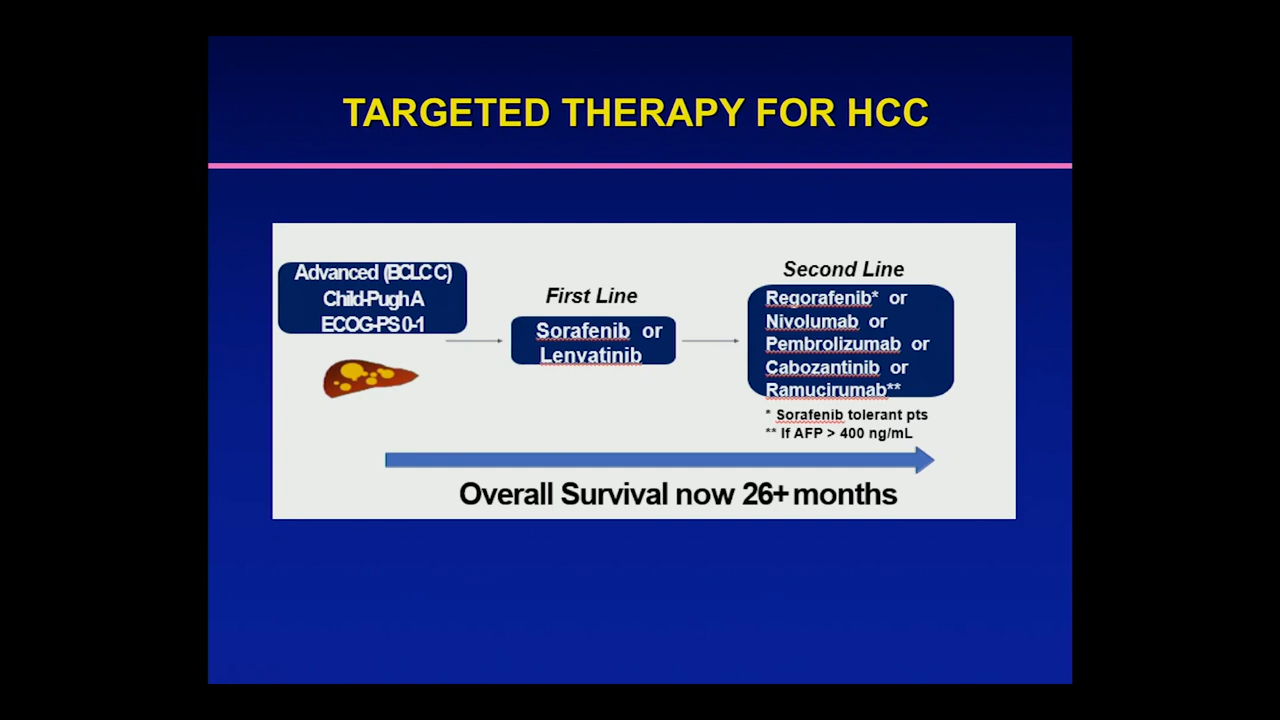 TARGETED THERAPY FOR HCC
Advanced (BCLC C)
Child-Pugh A
ECOG-PS 0-1
First Line
Sorafenib or
Lenvatinib
Second Line
Regorafenib* or
Nivolumab or
Pembrolizumab or
Cabozantinib or
Ramucirumab**
* Sorafenib tolerant pts
** If AFP > 400 ng/mL
Overall Survival now 26+ months